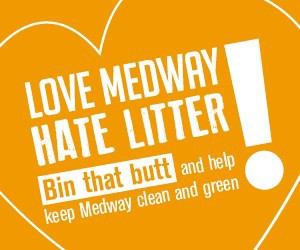 LOVE MEDWAY
HATE LITTER!
Bin that butt and help
keep Medway clean and green